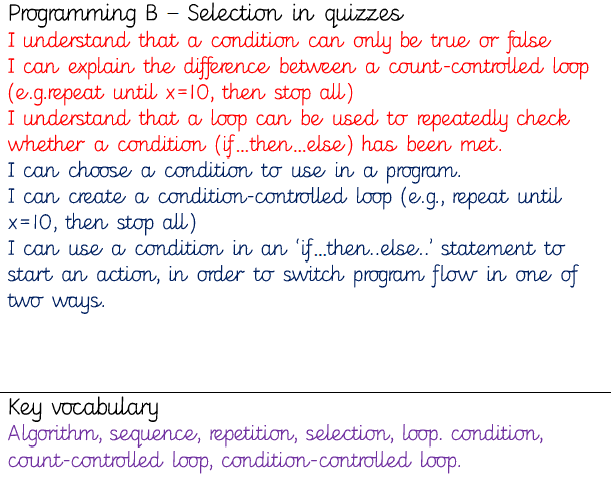 Programming B – Selection in quizzes
I understand that a condition can only be true or false
I can explain the difference between a count-controlled loop
(e.g.repeat until x=10, then stop all)
I understand that a loop can be used to repeatedly check
whether a condition (if...then...else) has been met.
I can choose a condition to use in a program.
I can create a condition-controlled loop (e.g., repeat until
x=10, then stop all)
I can use a condition in an ‘if...then..else..’ statement to
start an action, in order to switch program flow in one of
two ways.
Key vocabulary
Algorithm, sequence, repetition, selection, loop. condition,
count-controlled loop, condition-controlled loop.